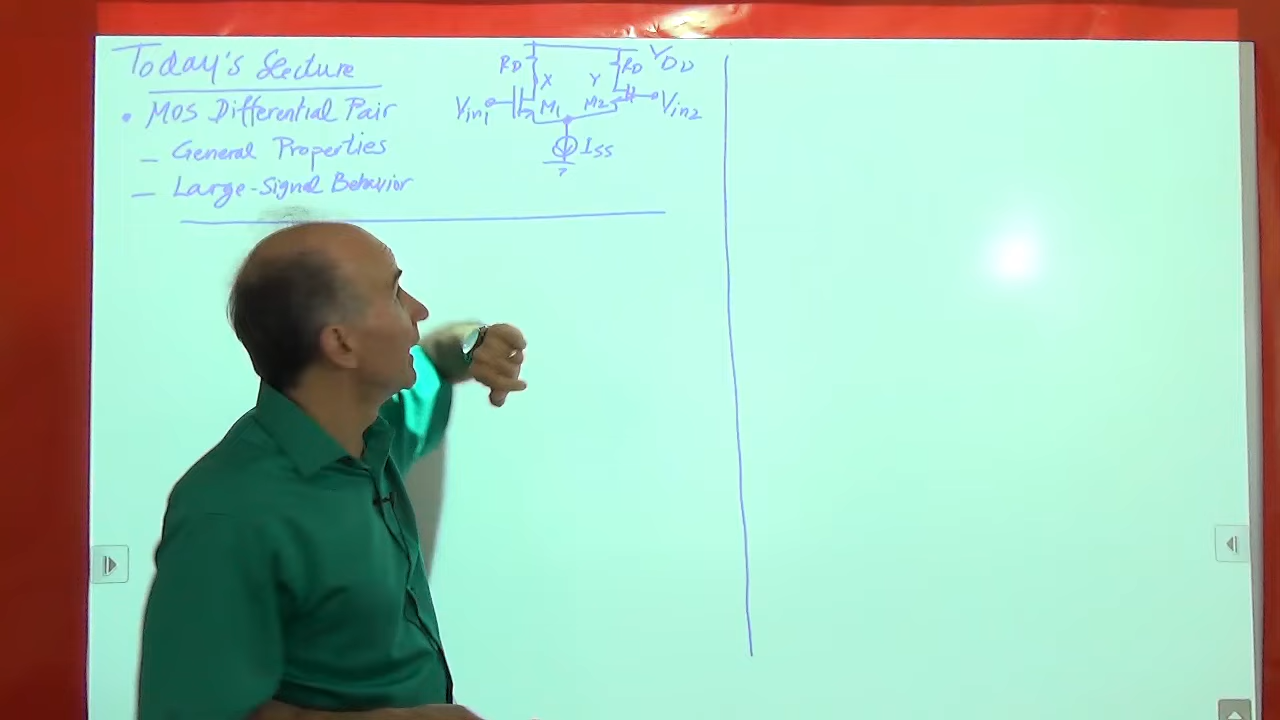 Today's Lecture
• MOS Differential Pair
– General Properties
– Large-Signal Behavior
RD X Y RD VDD
Vin1 M1 M2 Vin2
ISS